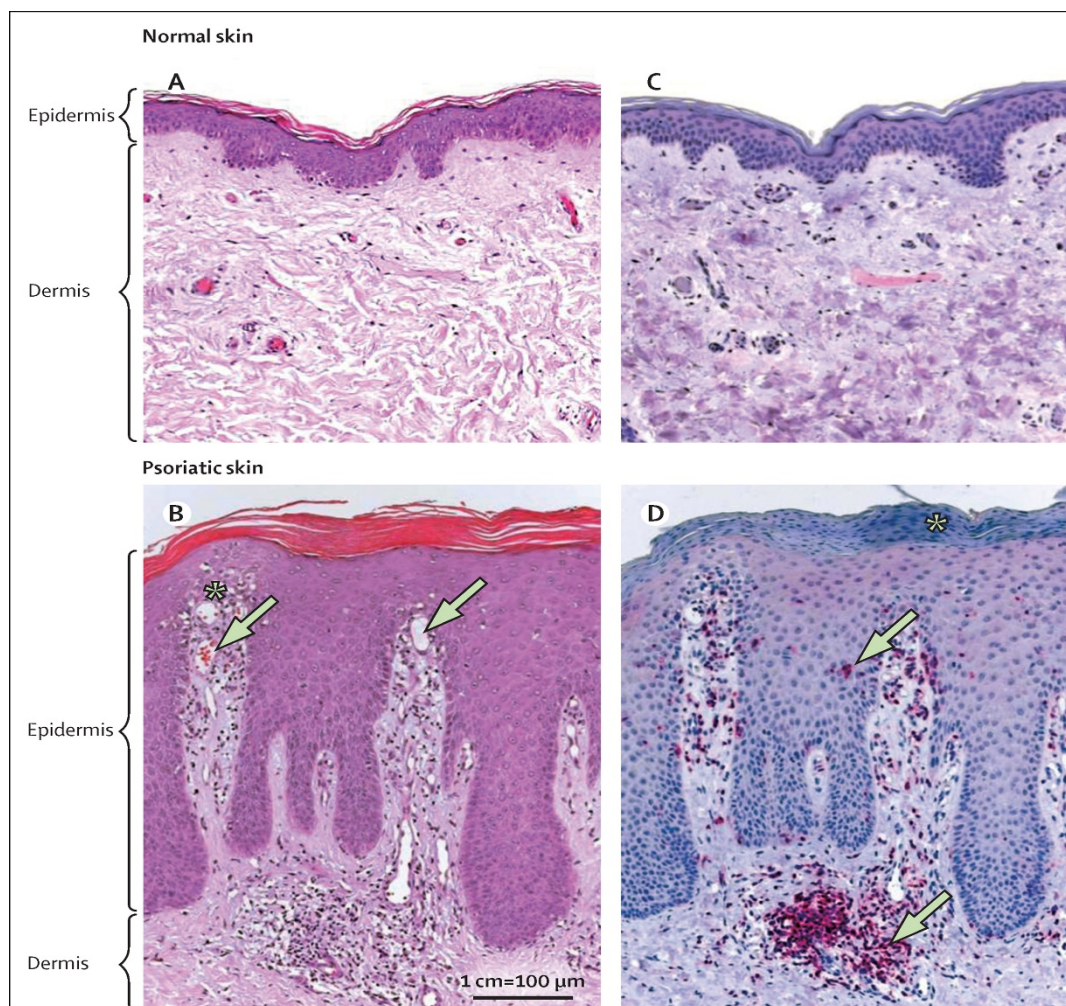 Normal skin
A
C
Epidermis
Dermis
Psoriatic skin
B
D
*
*
Epidermis
Dermis
1 cm=100 μm